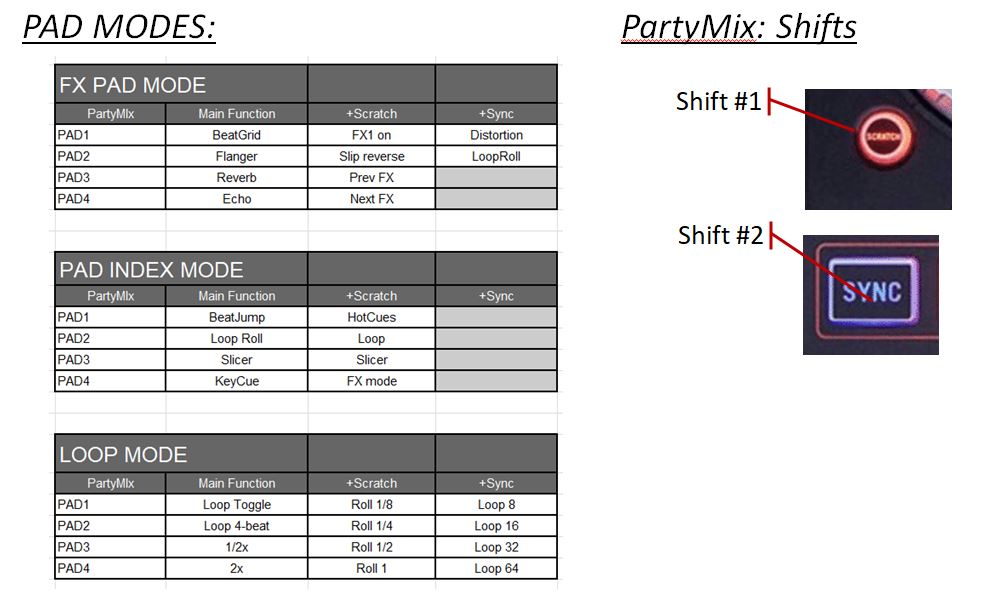 PAD MODES:
PartyMix: Shifts
FX PAD MODE
PartyMIx Main Function +Scratch +Sync
PAD1 BeatGrid FX1 on Distortion
PAD2 Flanger Slip reverse LoopRoll
PAD3 Reverb Prev FX
PAD4 Echo Next FX
PAD INDEX MODE
PartyMIx Main Function +Scratch +Sync
PAD1 BeatJump HotCues
PAD2 Loop Roll Loop
PAD3 Slicer Slicer
PAD4 KeyCue FX mode
LOOP MODE
PartyMIx Main Function +Scratch +Sync
PAD1 Loop Toggle Roll 1/8 Loop 8
PAD2 Loop 4-beat Roll 1/4 Loop 16
PAD3 1/2x Roll 1/2 Loop 32
PAD4 2x Roll 1 Loop 64
Shift #1
SCRATCH
Shift #2
SYNC